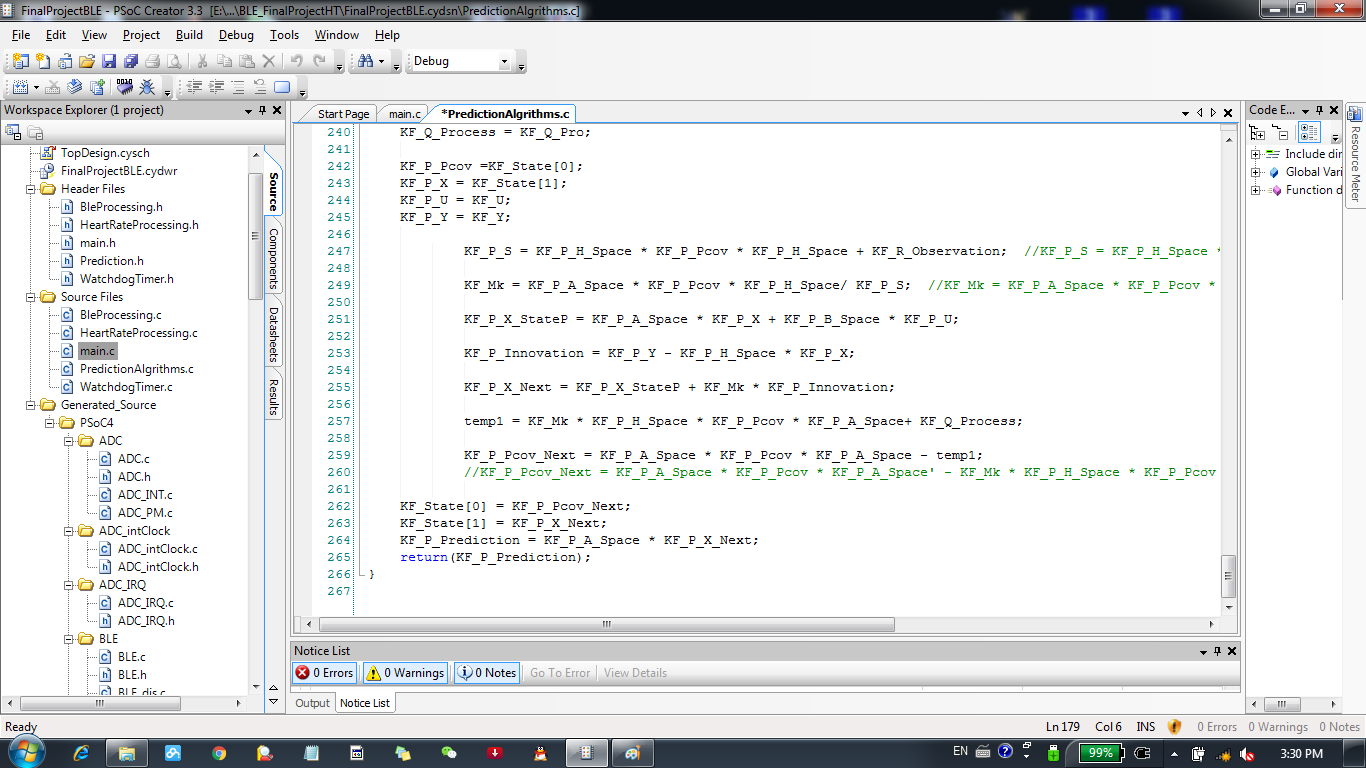 FinalProjectBLE - PSoC Creator 3.3 [E:\...\BLE_FinalProjectHT\FinalProjectBLE.cydsn\PredictionAlgrithms.c]
File Edit View Project Build Debug Tools Window Help
Debug
Workspace Explorer (1 project)
TopDesign.cysch
FinalProjectBLE.cydwr
Header Files
BleProcessing.h
HeartRateProcessing.h
main.h
Prediction.h
WatchdogTimer.h
Source Files
BleProcessing.c
HeartRateProcessing.c
main.c
PredictionAlgrithms.c
WatchdogTimer.c
Generated_Source
PSoC4
ADC
ADC.c
ADC.h
ADC_INT.c
ADC_PM.c
ADC_intClock
ADC_intClock.c
ADC_intClock.h
ADC_IRQ
ADC_IRQ.c
ADC_IRQ.h
BLE
BLE.c
BLE.h
BLE_dis.c
Source
Components
Datasheets
Results
Start Page main.c *PredictionAlgrithms.c
240 KF_Q_Process = KF_Q_Pro;
241
242 KF_P_Pcov =KF_State[0];
243 KF_P_X = KF_State[1];
244 KF_P_U = KF_U;
245 KF_P_Y = KF_Y;
246
247 KF_P_S = KF_P_H_Space * KF_P_Pcov * KF_P_H_Space + KF_R_Observation; //KF_P_S = KF_P_H_Space *
248
249 KF_Mk = KF_P_A_Space * KF_P_Pcov * KF_P_H_Space/ KF_P_S; //KF_Mk = KF_P_A_Space * KF_P_Pcov *
250
251 KF_P_X_StateP = KF_P_A_Space * KF_P_X + KF_P_B_Space * KF_P_U;
252
253 KF_P_Innovation = KF_P_Y - KF_P_H_Space * KF_P_X;
254
255 KF_P_X_Next = KF_P_X_StateP + KF_Mk * KF_P_Innovation;
256
257 temp1 = KF_Mk * KF_P_H_Space * KF_P_Pcov * KF_P_A_Space+ KF_Q_Process;
258
259 KF_P_Pcov_Next = KF_P_A_Space * KF_P_Pcov * KF_P_A_Space - temp1;
260 //KF_P_Pcov_Next = KF_P_A_Space * KF_P_Pcov * KF_P_A_Space' - KF_Mk * KF_P_H_Space * KF_P_Pcov
261
262 KF_State[0] = KF_P_Pcov_Next;
263 KF_State[1] = KF_P_X_Next;
264 KF_P_Prediction = KF_P_A_Space * KF_P_X_Next;
265 return(KF_P_Prediction);
266 }
267
Code E...
Include dir
Global Vari
Function d
Resource Meter
Notice List
0 Errors 0 Warnings 0 Notes Go To Error View Details
Output Notice List
Ready Ln 179 Col 6 INS 0 Errors 0 Warnings 0 Notes
EN 99% 3:30 PM